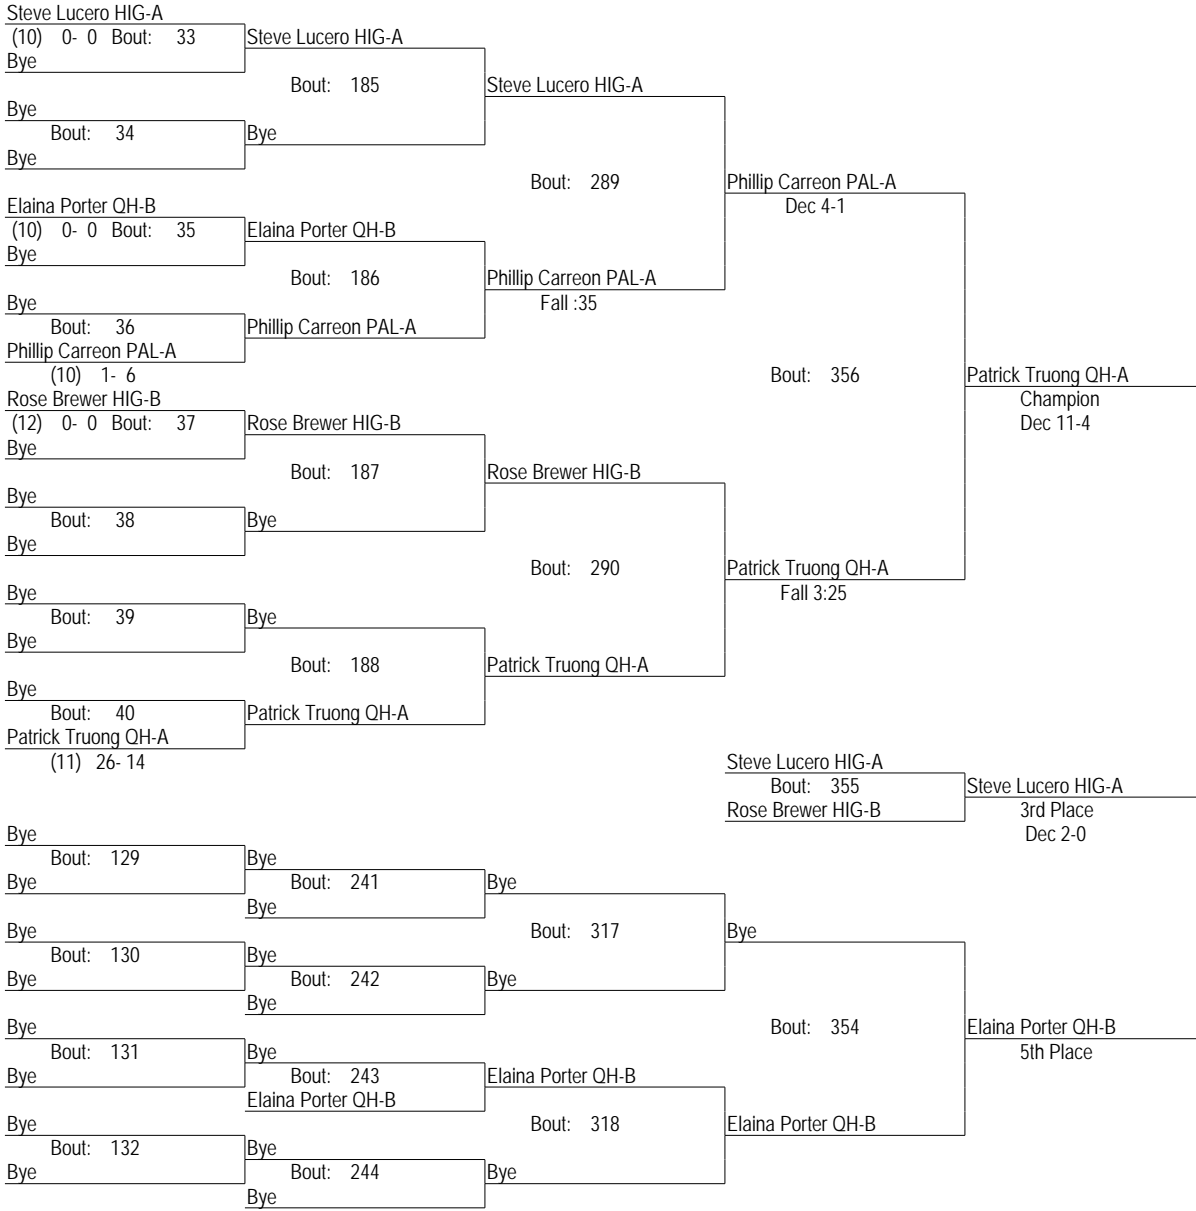 Steve Lucero HIG-A
(10) 0- 0 Bout: 33
Steve Lucero HIG-A
Bye
Bout: 185
Steve Lucero HIG-A
Bye
Bout: 34
Bye
Bye
Bout: 289
Phillip Carreon PAL-A
Dec 4-1
Elaina Porter QH-B
(10) 0- 0 Bout: 35
Elaina Porter QH-B
Bye
Bout: 186
Phillip Carreon PAL-A
Fall :35
Bye
Bout: 36
Phillip Carreon PAL-A
Phillip Carreon PAL-A
(10) 1- 6
Bout: 356
Patrick Truong QH-A
Champion
Dec 11-4
Rose Brewer HIG-B
(12) 0- 0 Bout: 37
Rose Brewer HIG-B
Bye
Bout: 187
Rose Brewer HIG-B
Bye
Bout: 38
Bye
Bye
Bout: 290
Patrick Truong QH-A
Fall 3:25
Bye
Bout: 39
Bye
Bye
Bout: 188
Patrick Truong QH-A
Bye
Bout: 40
Patrick Truong QH-A
Patrick Truong QH-A
(11) 26- 14
Steve Lucero HIG-A
Bout: 355
Steve Lucero HIG-A
Rose Brewer HIG-B
3rd Place
Dec 2-0
Bye
Bout: 129
Bye
Bye
Bout: 241
Bye
Bye
Bye
Bout: 317
Bye
Bout: 130
Bye
Bye
Bout: 242
Bye
Bye
Bye
Bout: 354
Elaina Porter QH-B
5th Place
Bye
Bout: 131
Bye
Bye
Bout: 243
Elaina Porter QH-B
Elaina Porter QH-B
Bye
Bout: 318
Elaina Porter QH-B
Bout: 132
Bye
Bye
Bout: 244
Bye
Bye